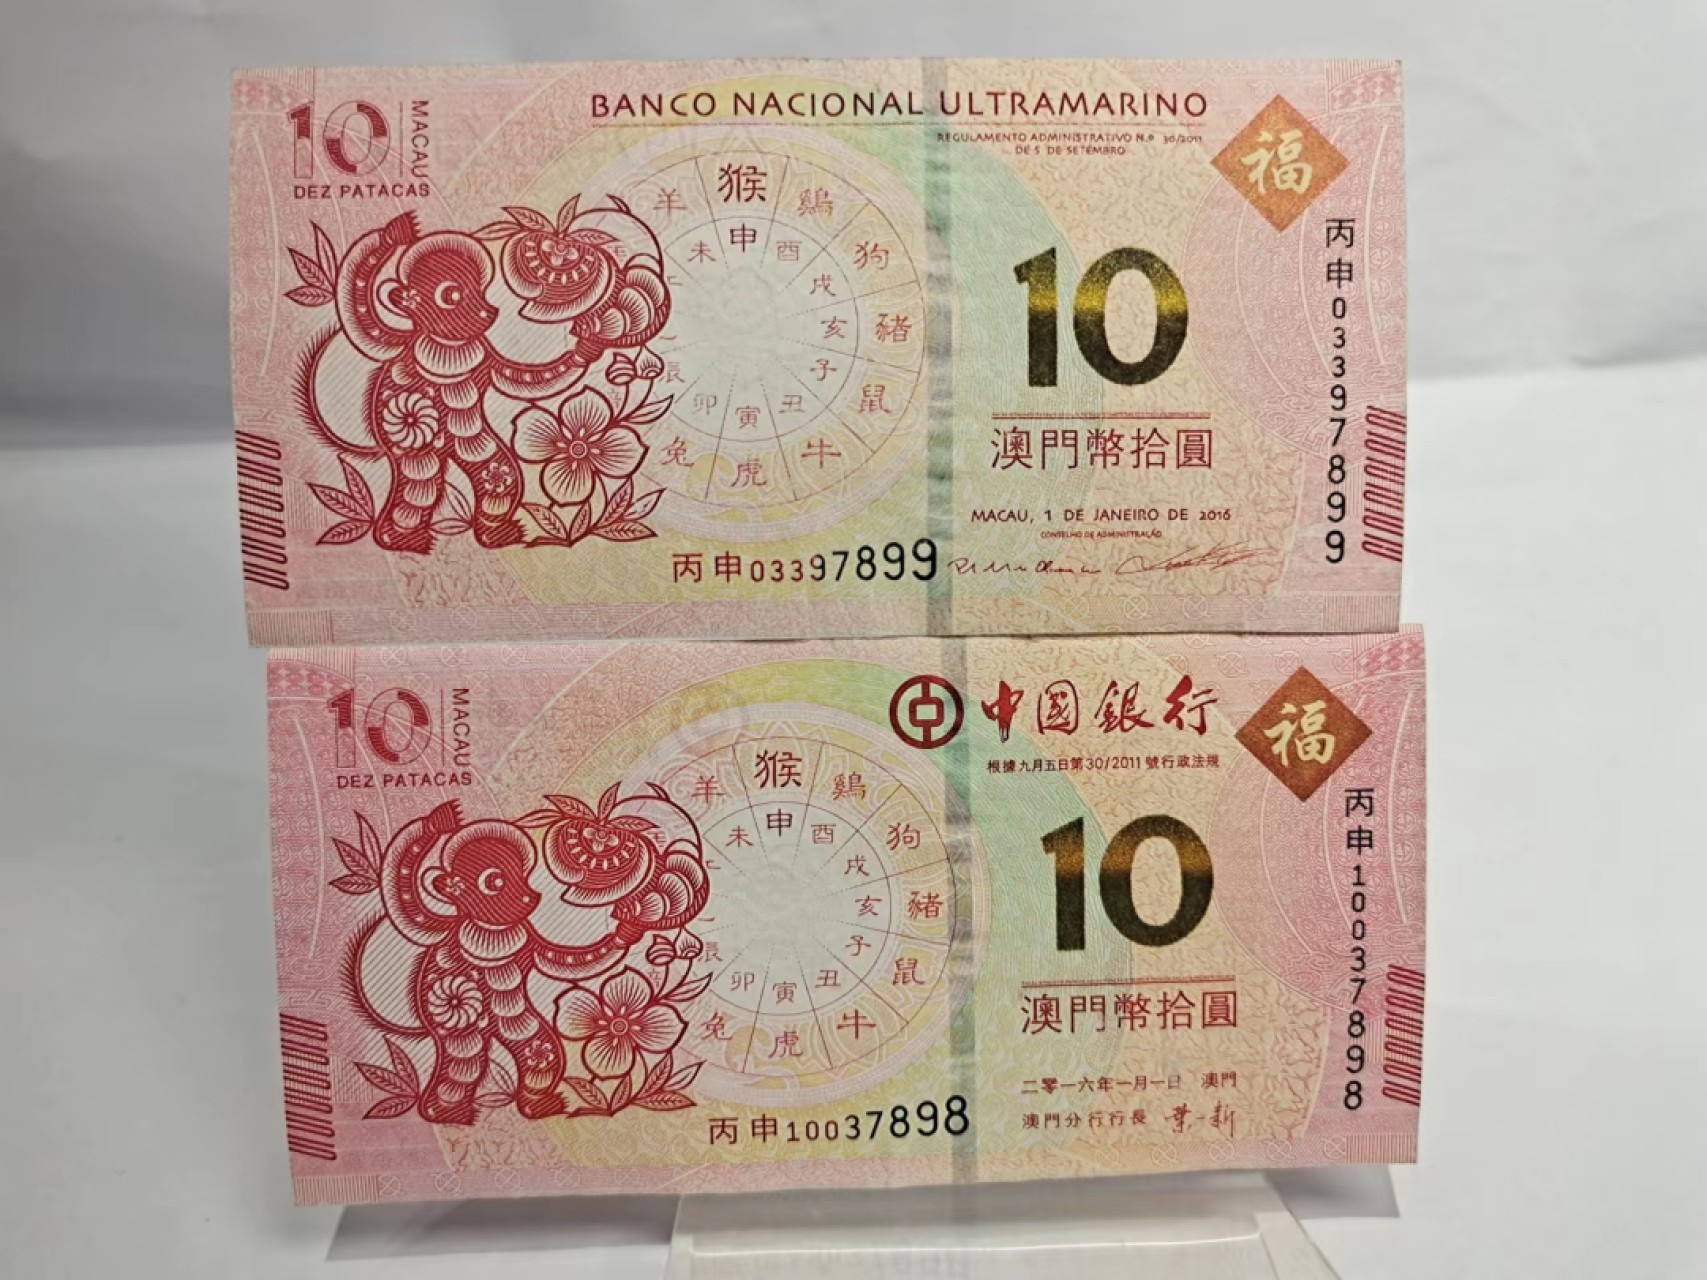 10
MACAU
DEZ PATACAS
BANCO NACIONAL ULTRAMARINO
REGULAMENTO ADMINISTRATIVO N.º 30/2011
DE 5 DE SETEMBRO
福
羊 猴 鷄 狗 豬 鼠 牛 虎 兔
未 申 酉 戌 亥 子 丑 寅 卯 辰
10
澳門幣拾圓
MACAU, 1 DE JANEIRO DE 2016
CONSELHO DE ADMINISTRAÇÃO
丙申03397899
丙申03397899
10
MACAU
DEZ PATACAS
中國銀行
根據九月五日第30/2011號行政法規
福
羊 猴 鷄 狗 豬 鼠 牛 虎 兔
未 申 酉 戌 亥 子 丑 寅 卯 辰
10
澳門幣拾圓
二零一六年一月一日 澳門
澳門分行行長
丙申10037898
丙申10037898